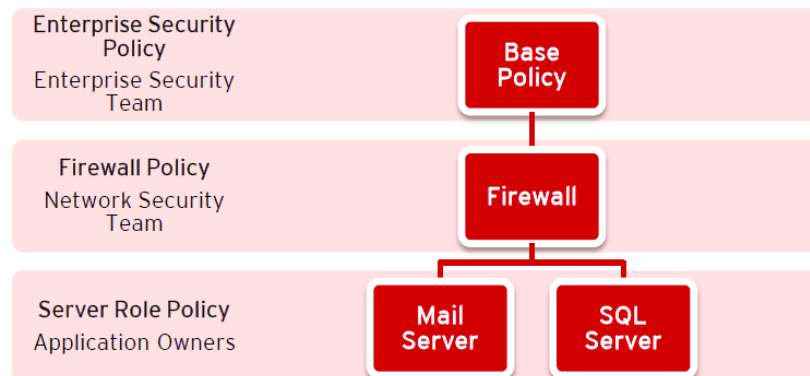 Enterprise Security
Policy
Enterprise Security
Team
Base
Policy
Firewall Policy
Network Security
Team
Firewall
Server Role Policy
Application Owners
Mail
Server
SQL
Server